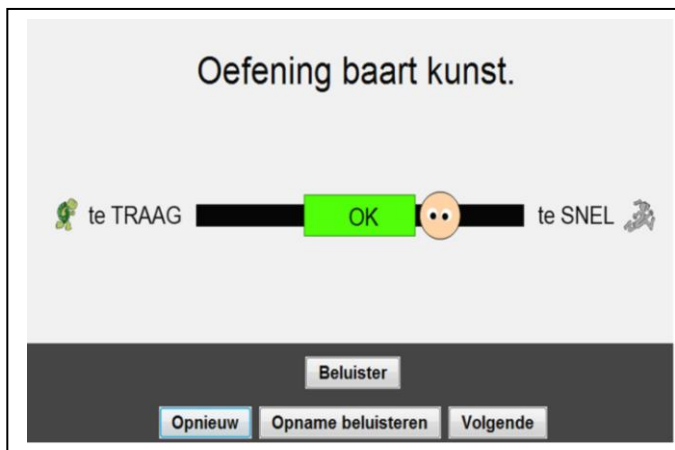 Oefening baart kunst.
te TRAAG OK te SNEL
Beluister
Opnieuw Opname beluisteren Volgende